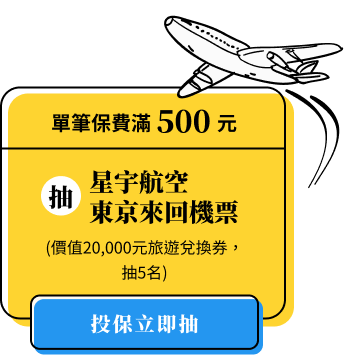 單筆保費滿 500 元
抽
星宇航空
東京來回機票
(價值20,000元旅遊兌換券，
抽5名)
投保立即抽